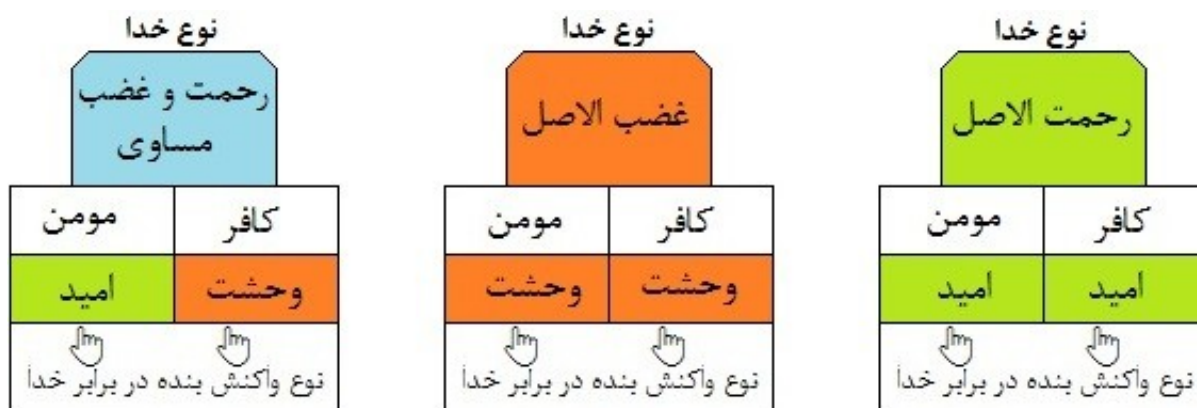 نوع خدا
رحمت الاصل
کافر مومن
امید امید
نوع واکنش بنده در برابر خدا
نوع خدا
غضب الاصل
کافر مومن
وحشت وحشت
نوع واکنش بنده در برابر خدا
نوع خدا
رحمت و غضب
مساوی
کافر مومن
وحشت امید
نوع واکنش بنده در برابر خدا